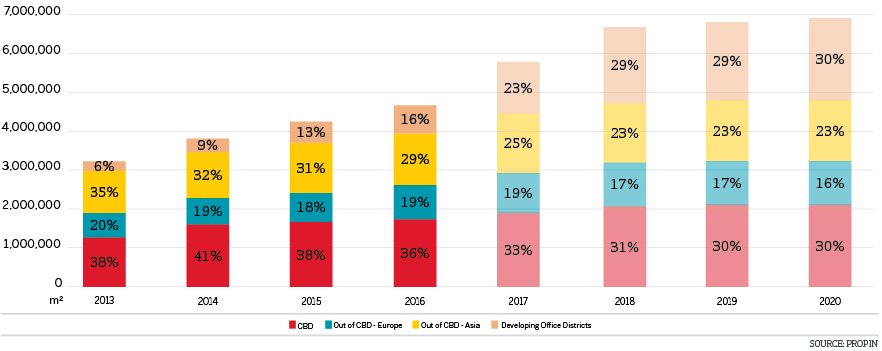 7,000,000
6,000,000
5,000,000
4,000,000
3,000,000
2,000,000
1,000,000
0
6% 9% 13% 16% 23% 29% 29% 30%
35% 32% 31% 29% 25% 23% 23% 23%
20% 19% 18% 19% 19% 17% 17% 16%
38% 41% 38% 36% 33% 31% 30% 30%
m² 2013 2014 2015 2016 2017 2018 2019 2020
CBD Out of CBD - Europe Out of CBD - Asia Developing Office Districts
SOURCE: PROPIN